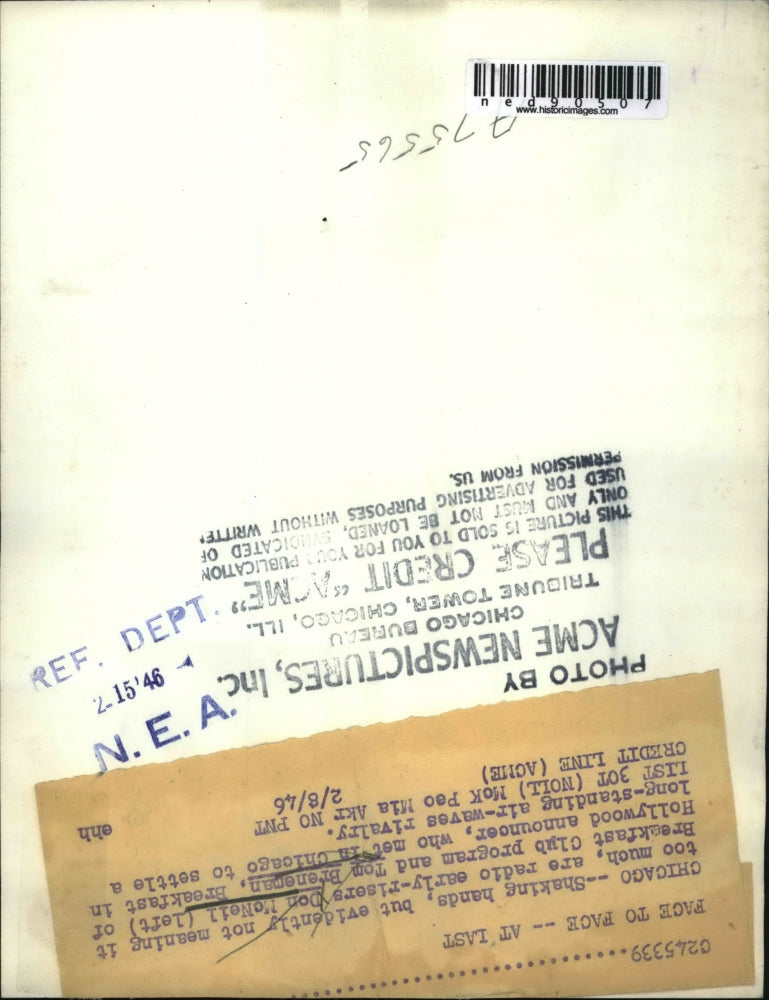 ned90507
www.historicimages.com
A 75565
C245339
FACE TO FACE -- AT LAST
CHICAGO --Shaking hands, but evidently not meaning it
too much, are radio early-risers Don McNeill (left) of
Breakfast Club program and Tom Breneman, Breakfast in
Hollywood announcer, who met in Chicago to settle a
long-standing air-waves rivalry.
LIST 30T (NOLL) MoK Peo Mia Akr NO PNT
CREDIT LINE (ACME) 2/8/46 ehh
PHOTO BY
ACME NEWSPICTURES, Inc.
CHICAGO BUREAU
TRIBUNE TOWER, CHICAGO, ILL.
PLEASE CREDIT "ACME"
THIS PICTURE IS SOLD TO YOU FOR YOUR PUBLICATION
ONLY AND MUST NOT BE LOANED, SYNDICATED OR
USED FOR ADVERTISING PURPOSES WITHOUT WRITTEN
PERMISSION FROM US.
REF. DEPT.
2-15'46
N. E. A.